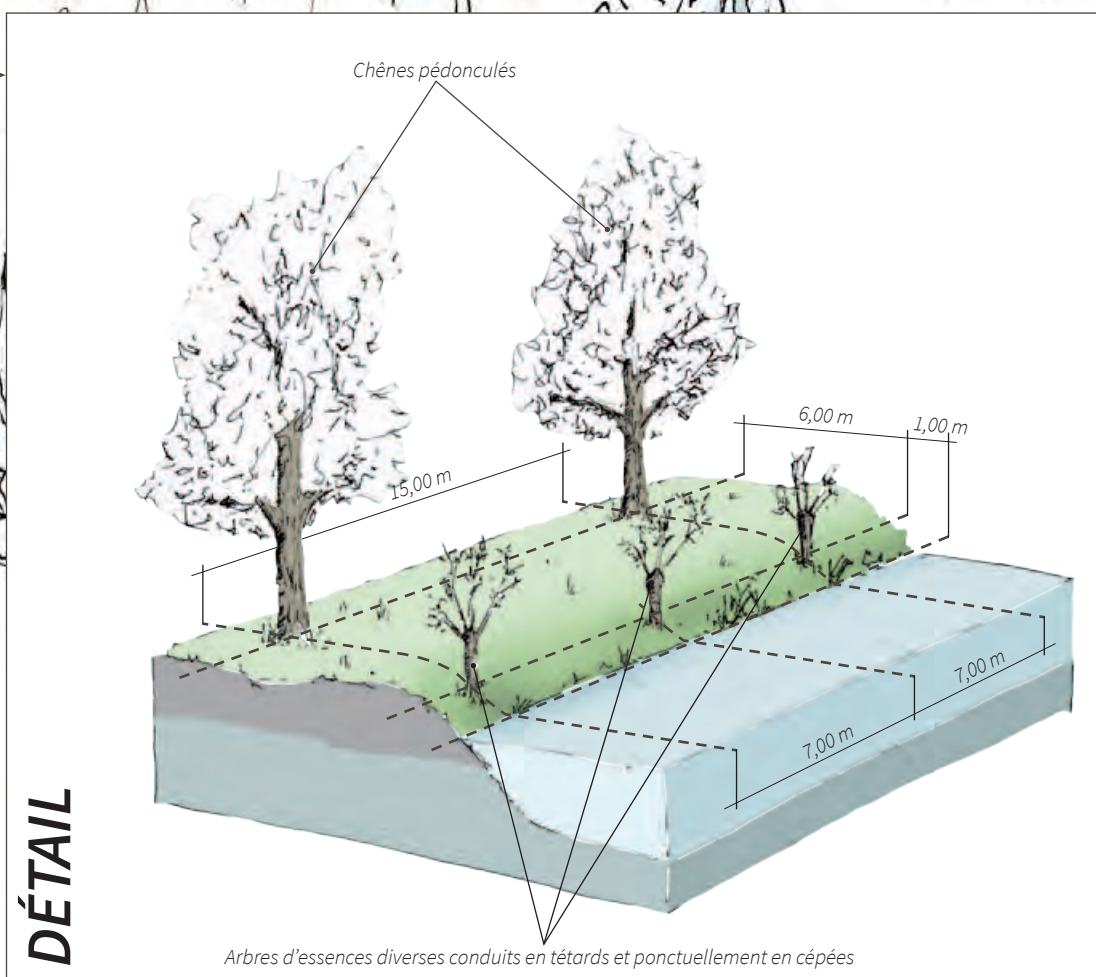 Chênes pédonculés
6,00 m
1,00 m
15,00 m
7,00 m
7,00 m
DÉTAIL
Arbres d’essences diverses conduits en tétards et ponctuellement en cépées